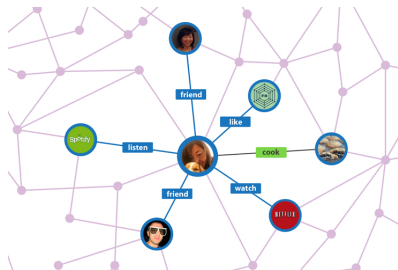 friend
like
Spotify
listen
cook
friend
watch
NETFLIX